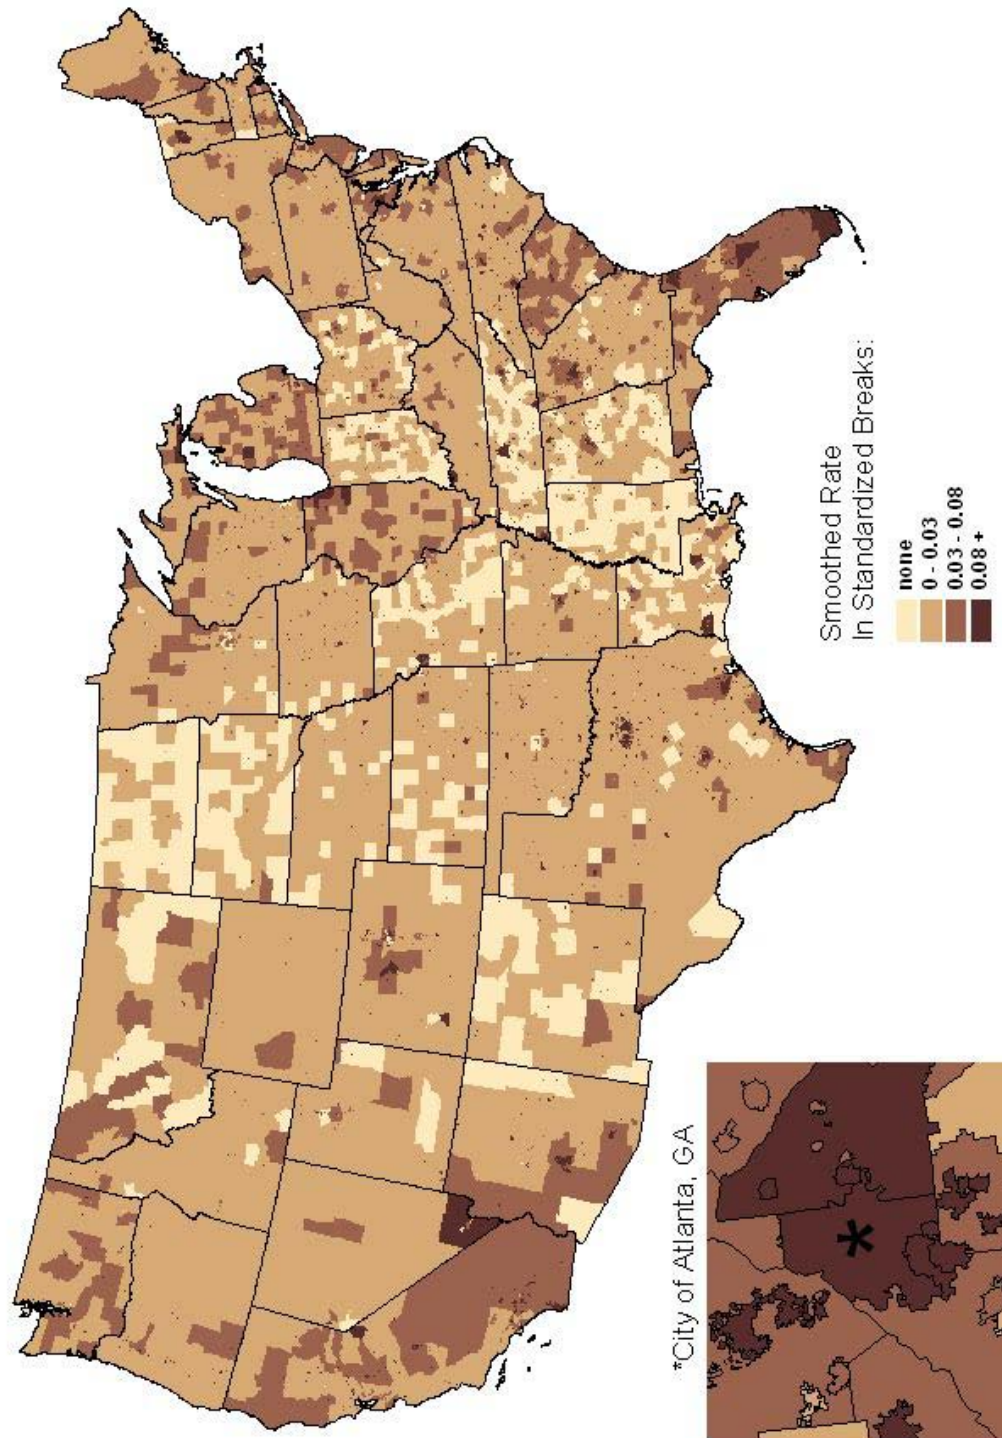 *City of Atlanta, GA
Smoothed Rate
In Standardized Breaks:
none
0 - 0.03
0.03 - 0.08
0.08 +
*